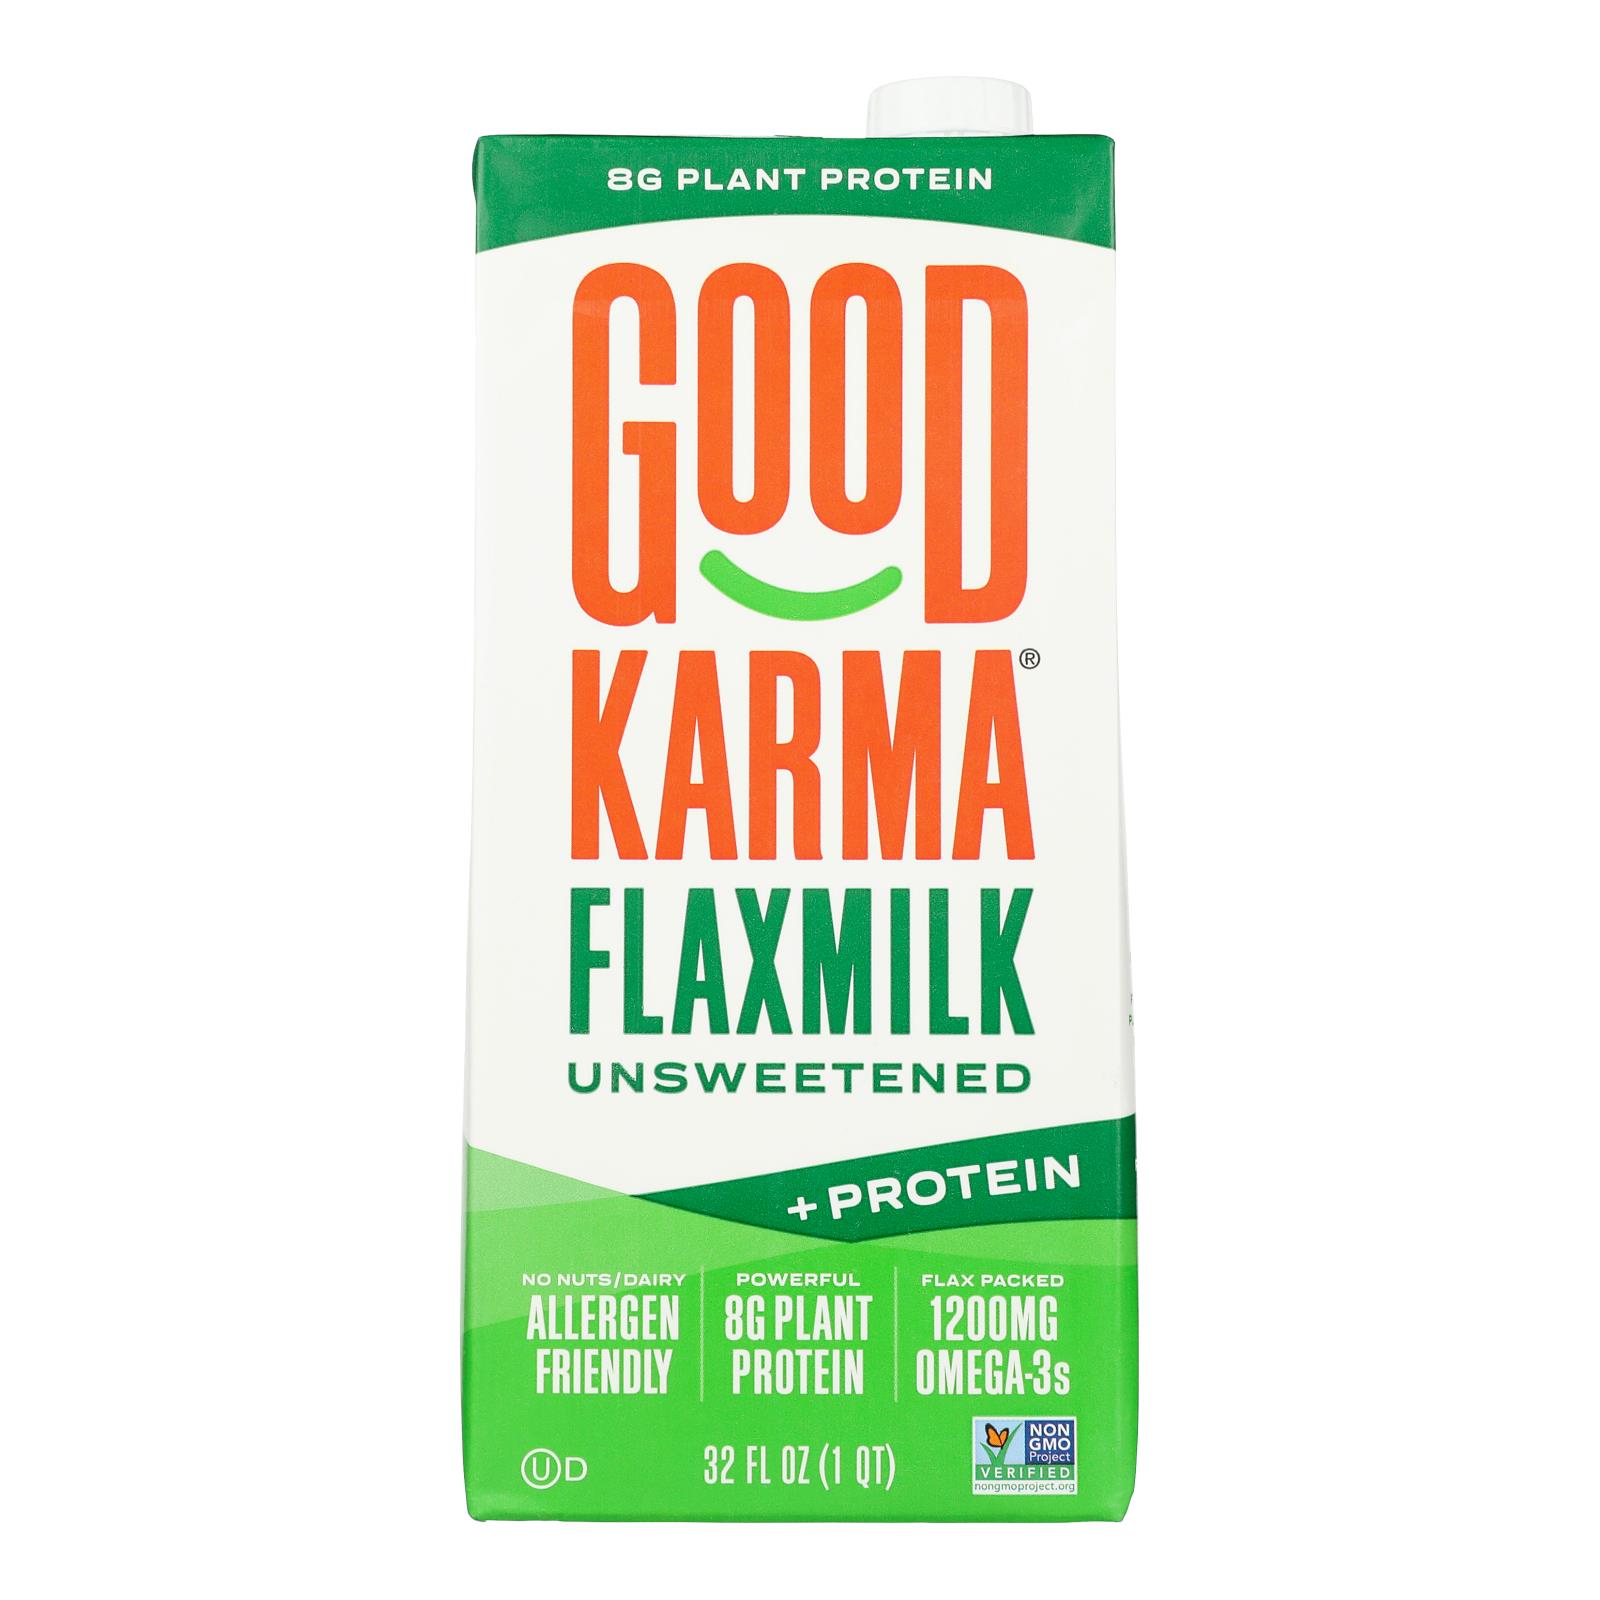 8G PLANT PROTEIN
GOOD
KARMA®
FLAXMILK
UNSWEETENED
+ PROTEIN
NO NUTS/DAIRY
ALLERGEN
FRIENDLY
POWERFUL
8G PLANT
PROTEIN
FLAX PACKED
1200MG
OMEGA-3s
U D
32 FL OZ (1 QT)
NON
GMO
Project
VERIFIED
nongmoproject.org